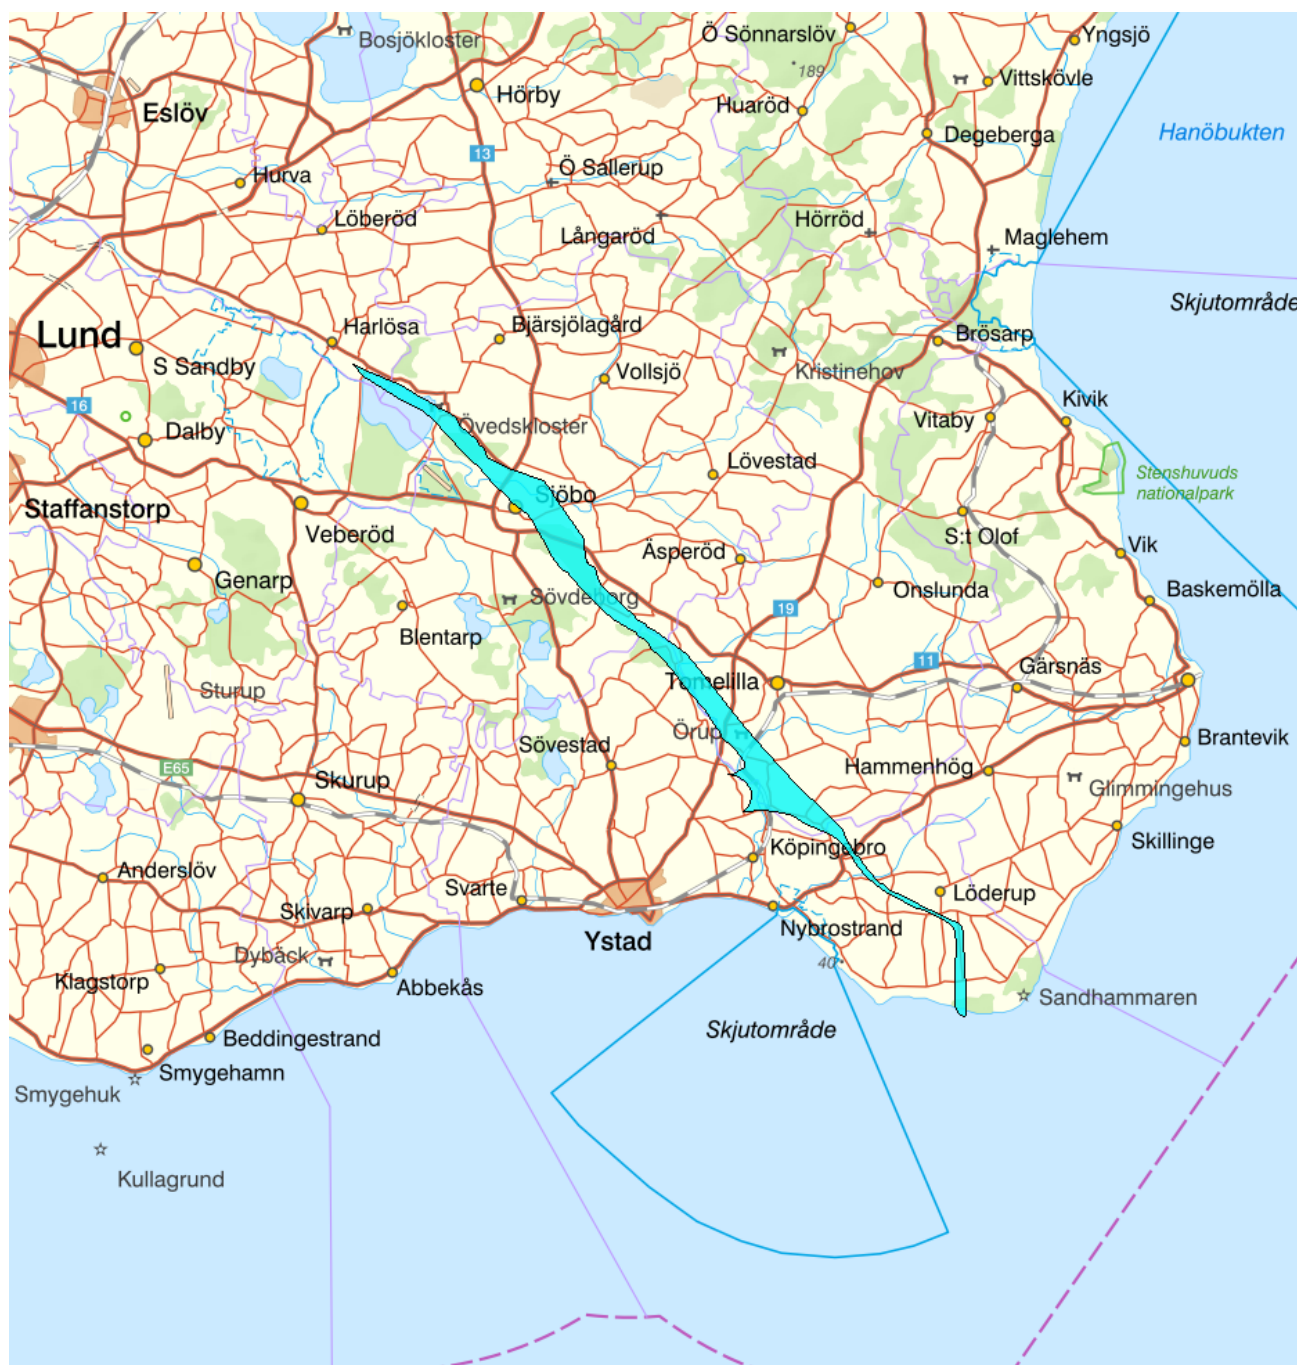 Ö Sönnarslöv
Yngsjö
Bosjökloster
189
Vittskövle
Hörby
Huaröd
Eslöv
Degeberga
Hanöbukten
13
Ö Sallerup
Hurva
Löberöd
Hörröd
Långaröd
Maglehem
Skjutområde
Harlösa
Bjärsjölagård
Lund
Brösarp
S Sandby
Kristinehov
Vollsjö
16
Kivik
Vitaby
Övedskloster
Dalby
Lövestad
Stenshuvuds
nationalpark
Sjöbo
Staffanstorp
Veberöd
S:t Olof
Vik
Äsperöd
Genarp
Onslunda
Baskemölla
Sövdeborg
19
Blentarp
11
Gärsnäs
Tomelilla
Sturup
Örup
Brantevik
Sövestad
E65
Skurup
Hammenhög
Glimmingehus
Skillinge
Köpingebro
Anderslöv
Svarte
Löderup
Skivarp
Nybrostrand
Ystad
Dybäck
40
Klagstorp
Abbekås
Sandhammaren
Skjutområde
Beddingestrand
Smygehamn
Smygehuk
Kullagrund